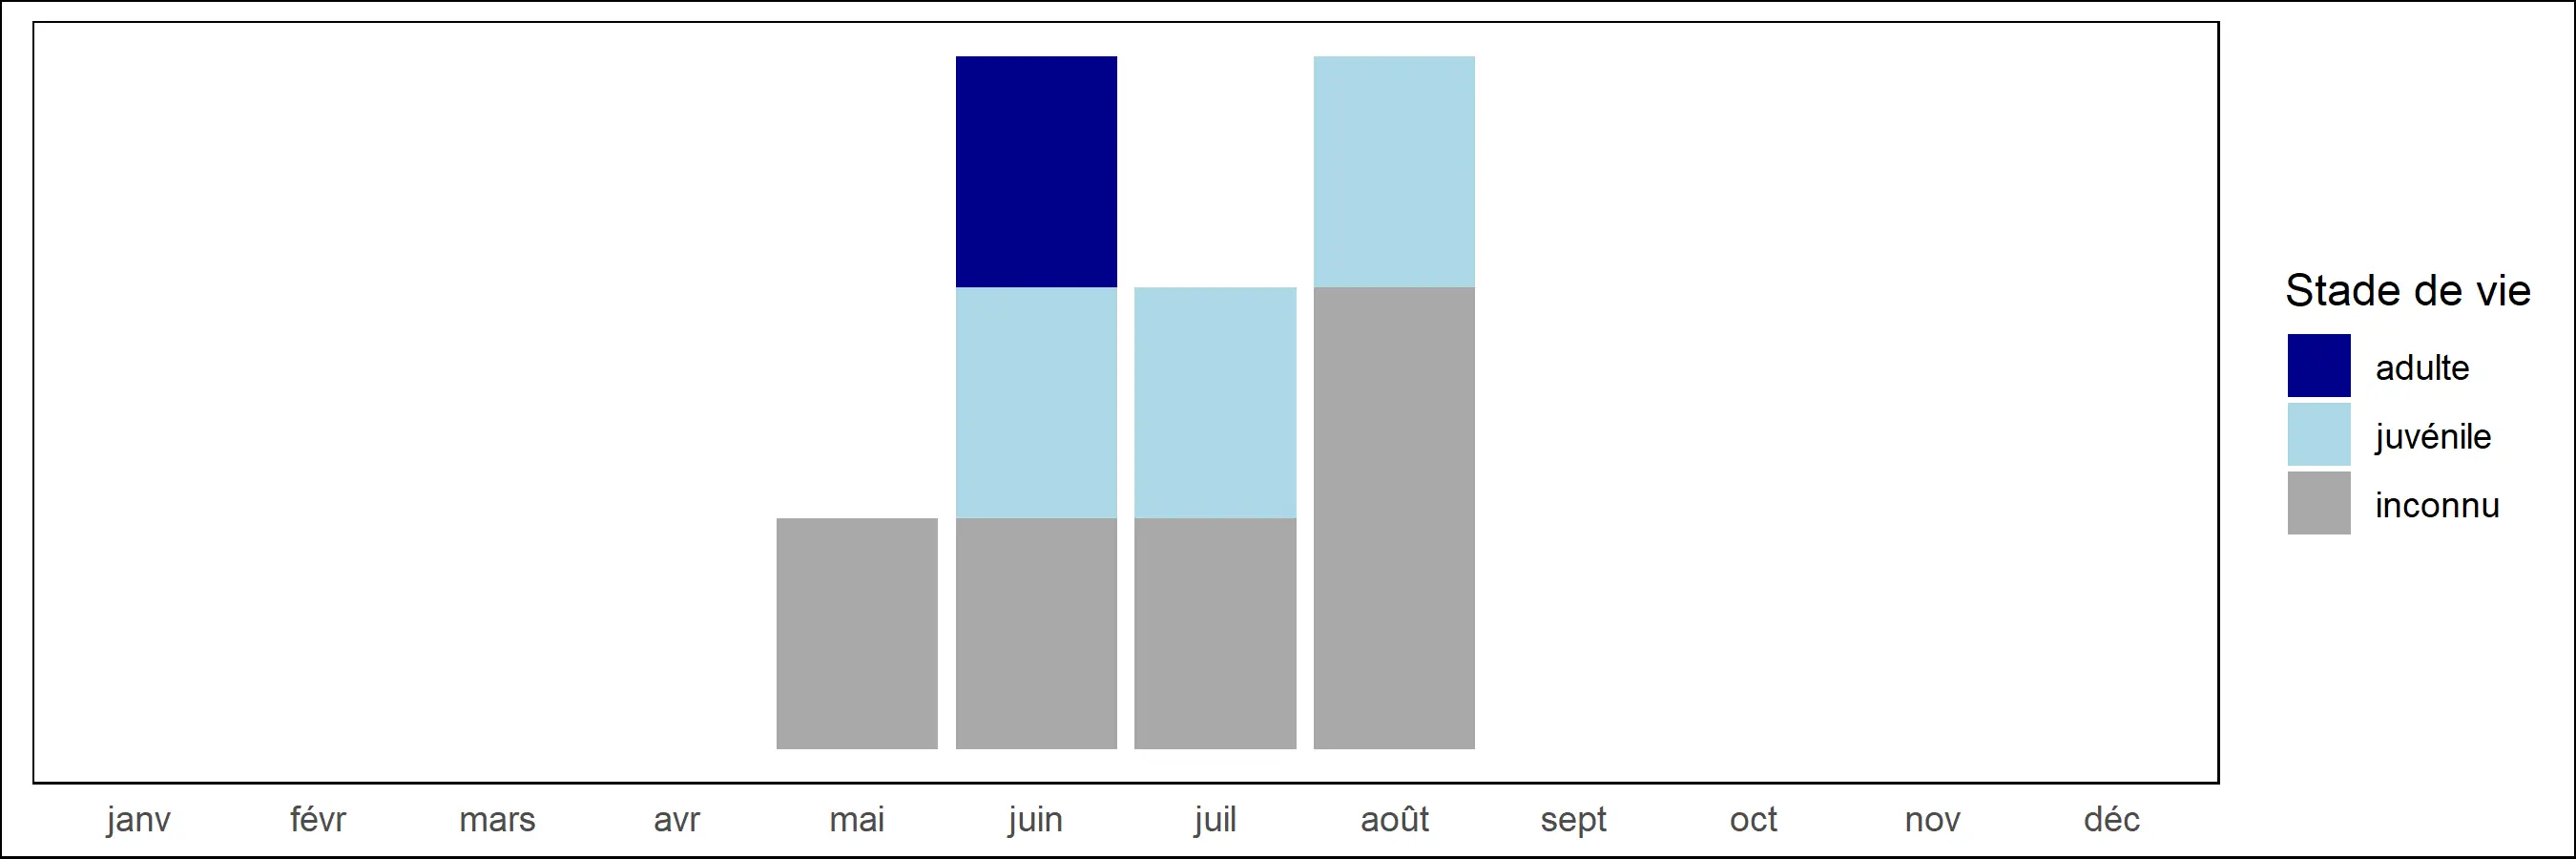 Stade de vie
adulte
juvénile
inconnu
janv févr mars avr mai juin juil août sept oct nov déc